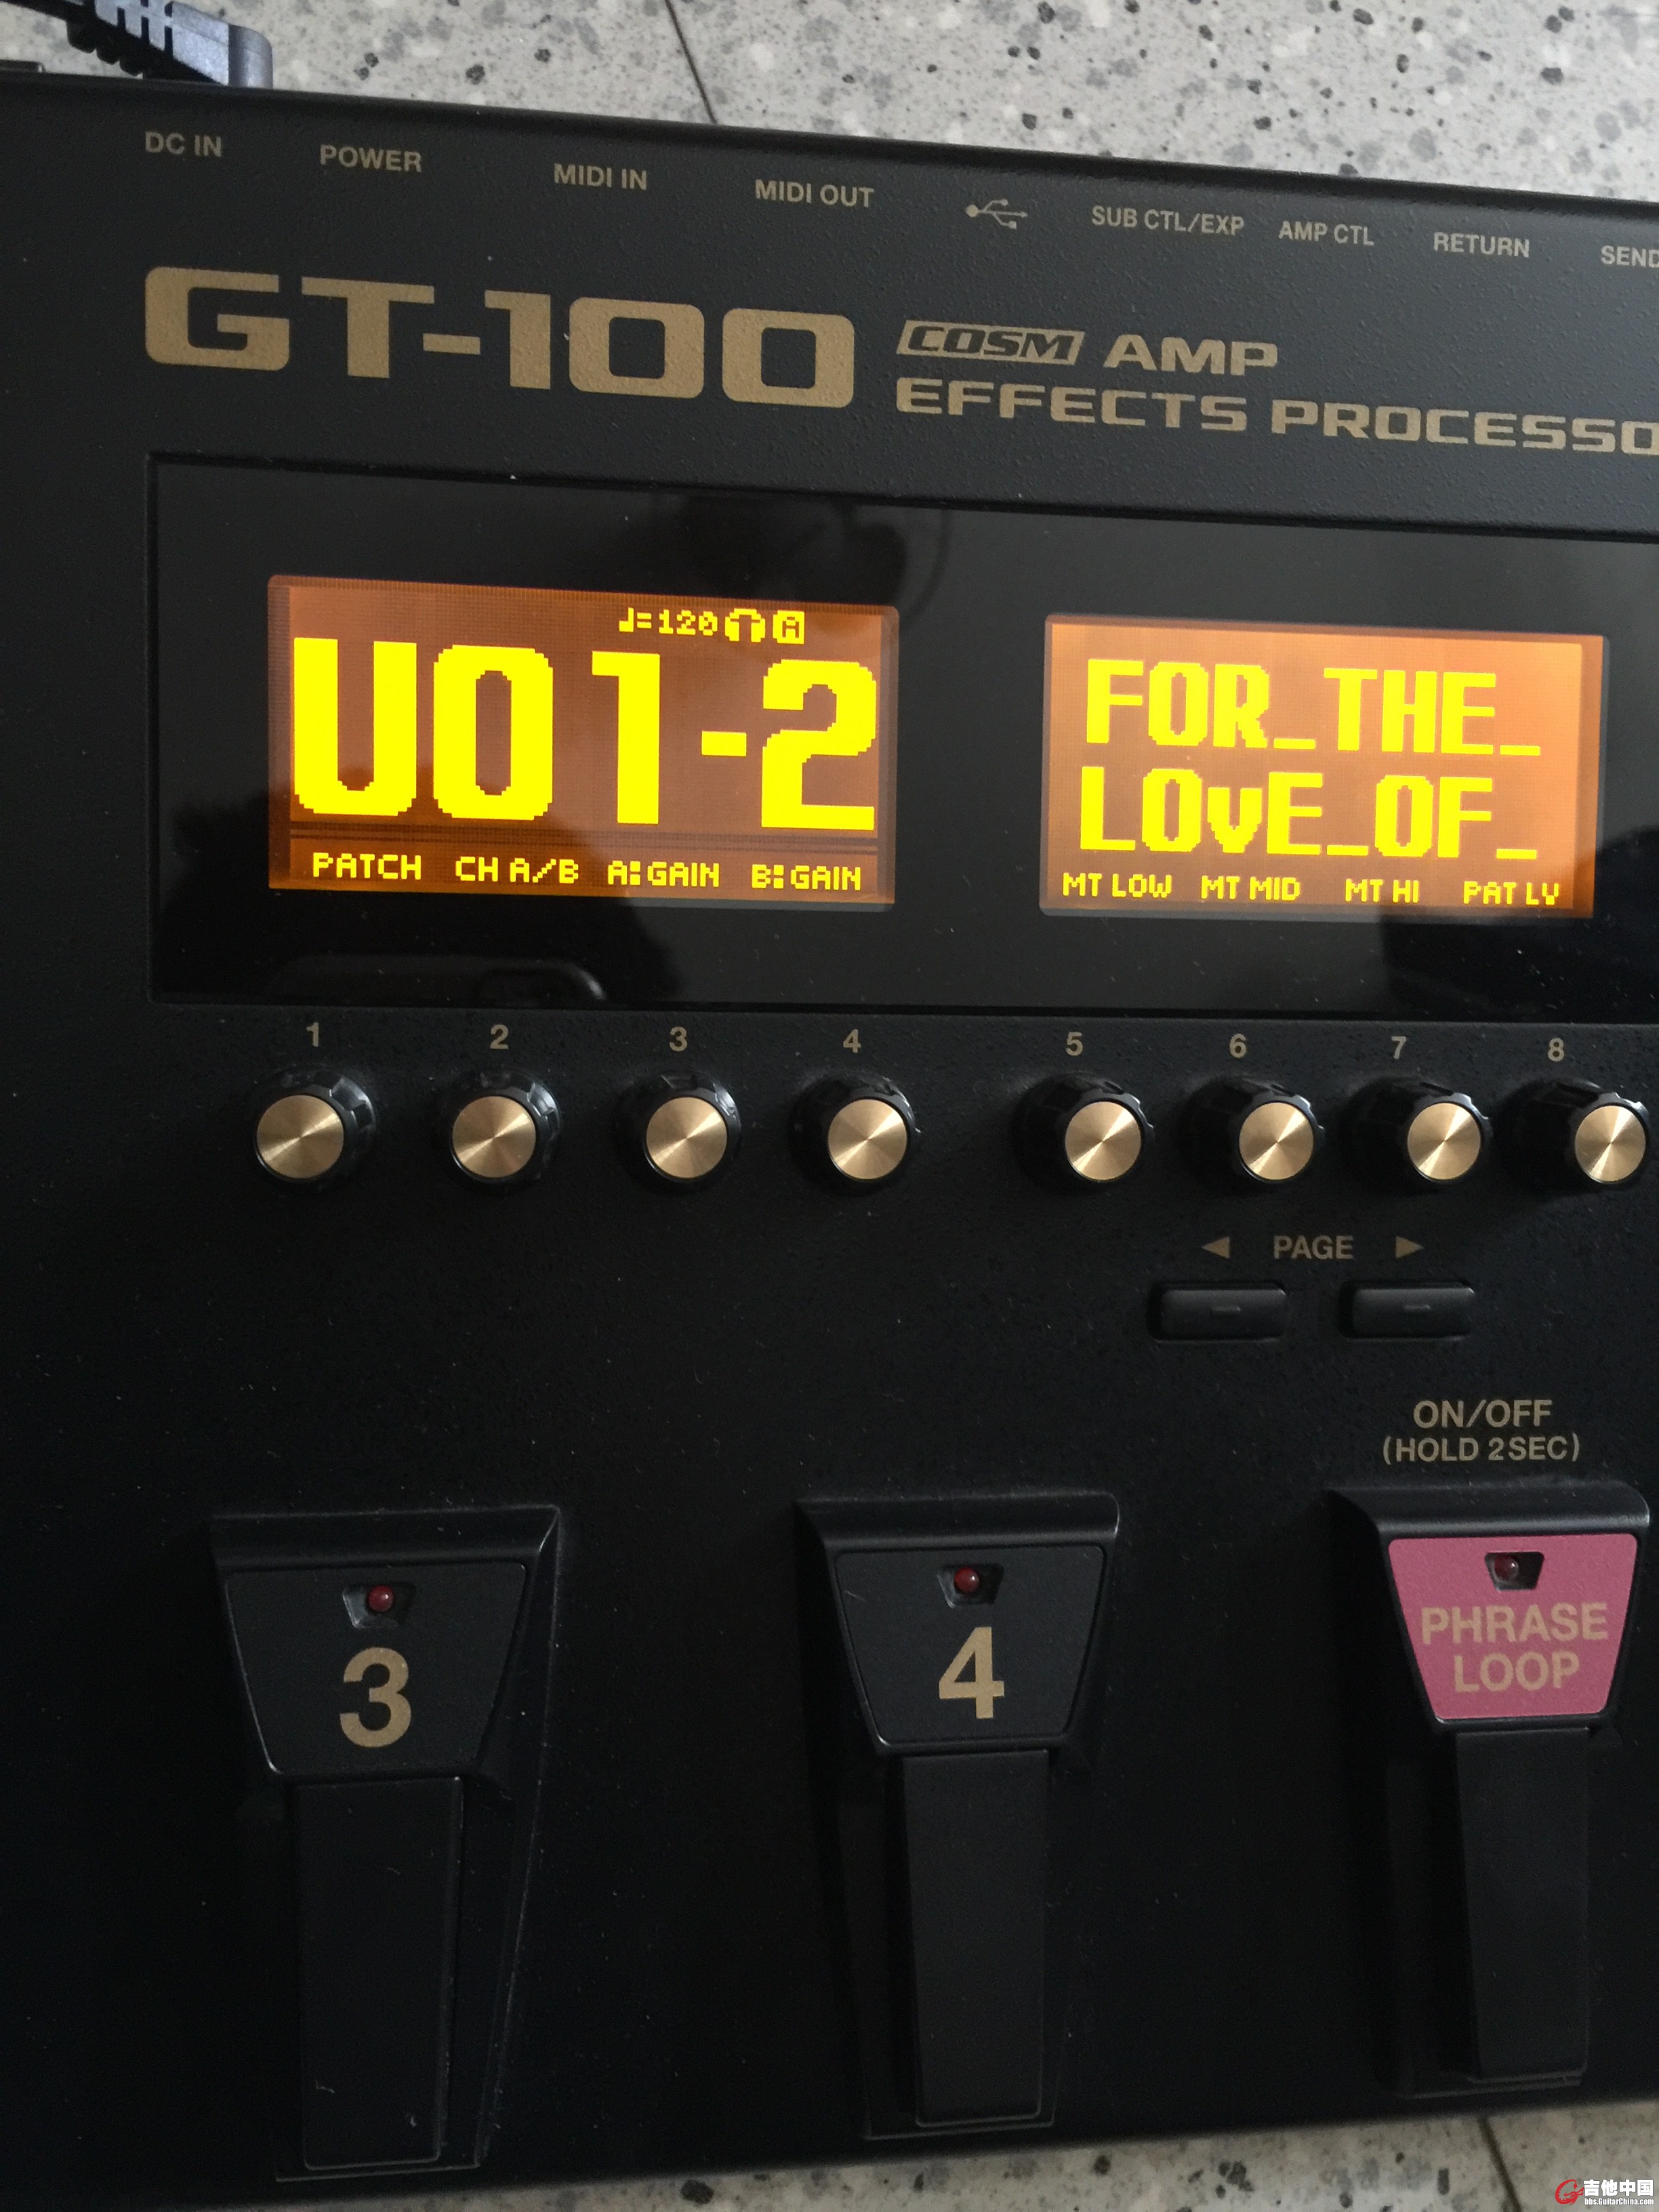 DC IN
POWER
MIDI IN
MIDI OUT
SUB CTL/EXP
AMP CTL
RETURN
SEND
GT-100
COSM AMP
EFFECTS PROCESSO
♩=120 A
U01-2
PATCH CH A/B A:GAIN B:GAIN
FOR_THE_
LOvE_OF_
MT LOW MT MID MT HI PAT LV
1 2 3 4 5 6 7 8
◀ PAGE ▶
ON/OFF
(HOLD 2SEC)
3
4
PHRASE
LOOP
吉他中国
bbs.GuitarChina.com